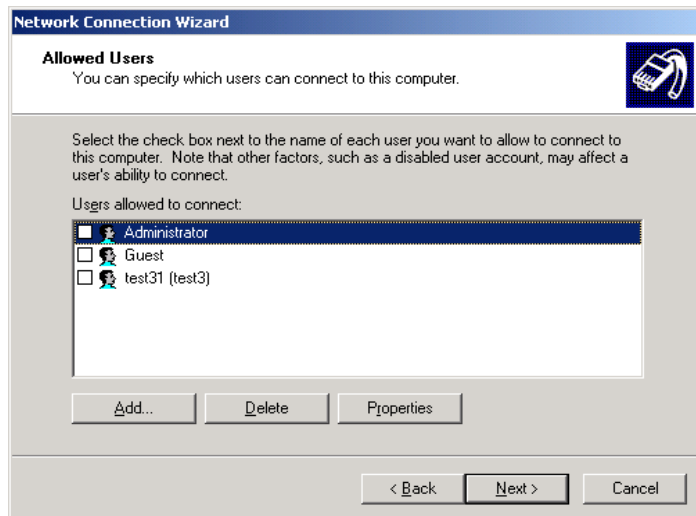 Network Connection Wizard
Allowed Users
You can specify which users can connect to this computer.
Select the check box next to the name of each user you want to allow to connect to
this computer. Note that other factors, such as a disabled user account, may affect a
user's ability to connect.
Users allowed to connect:
Administrator
Guest
test31 (test3)
Add... Delete Properties
< Back Next > Cancel